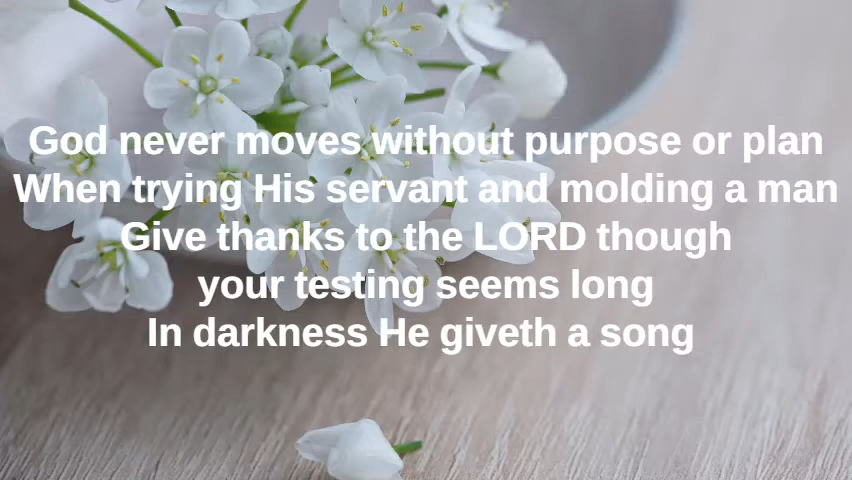 God never moves without purpose or plan
When trying His servant and molding a man
Give thanks to the LORD though
your testing seems long
In darkness He giveth a song